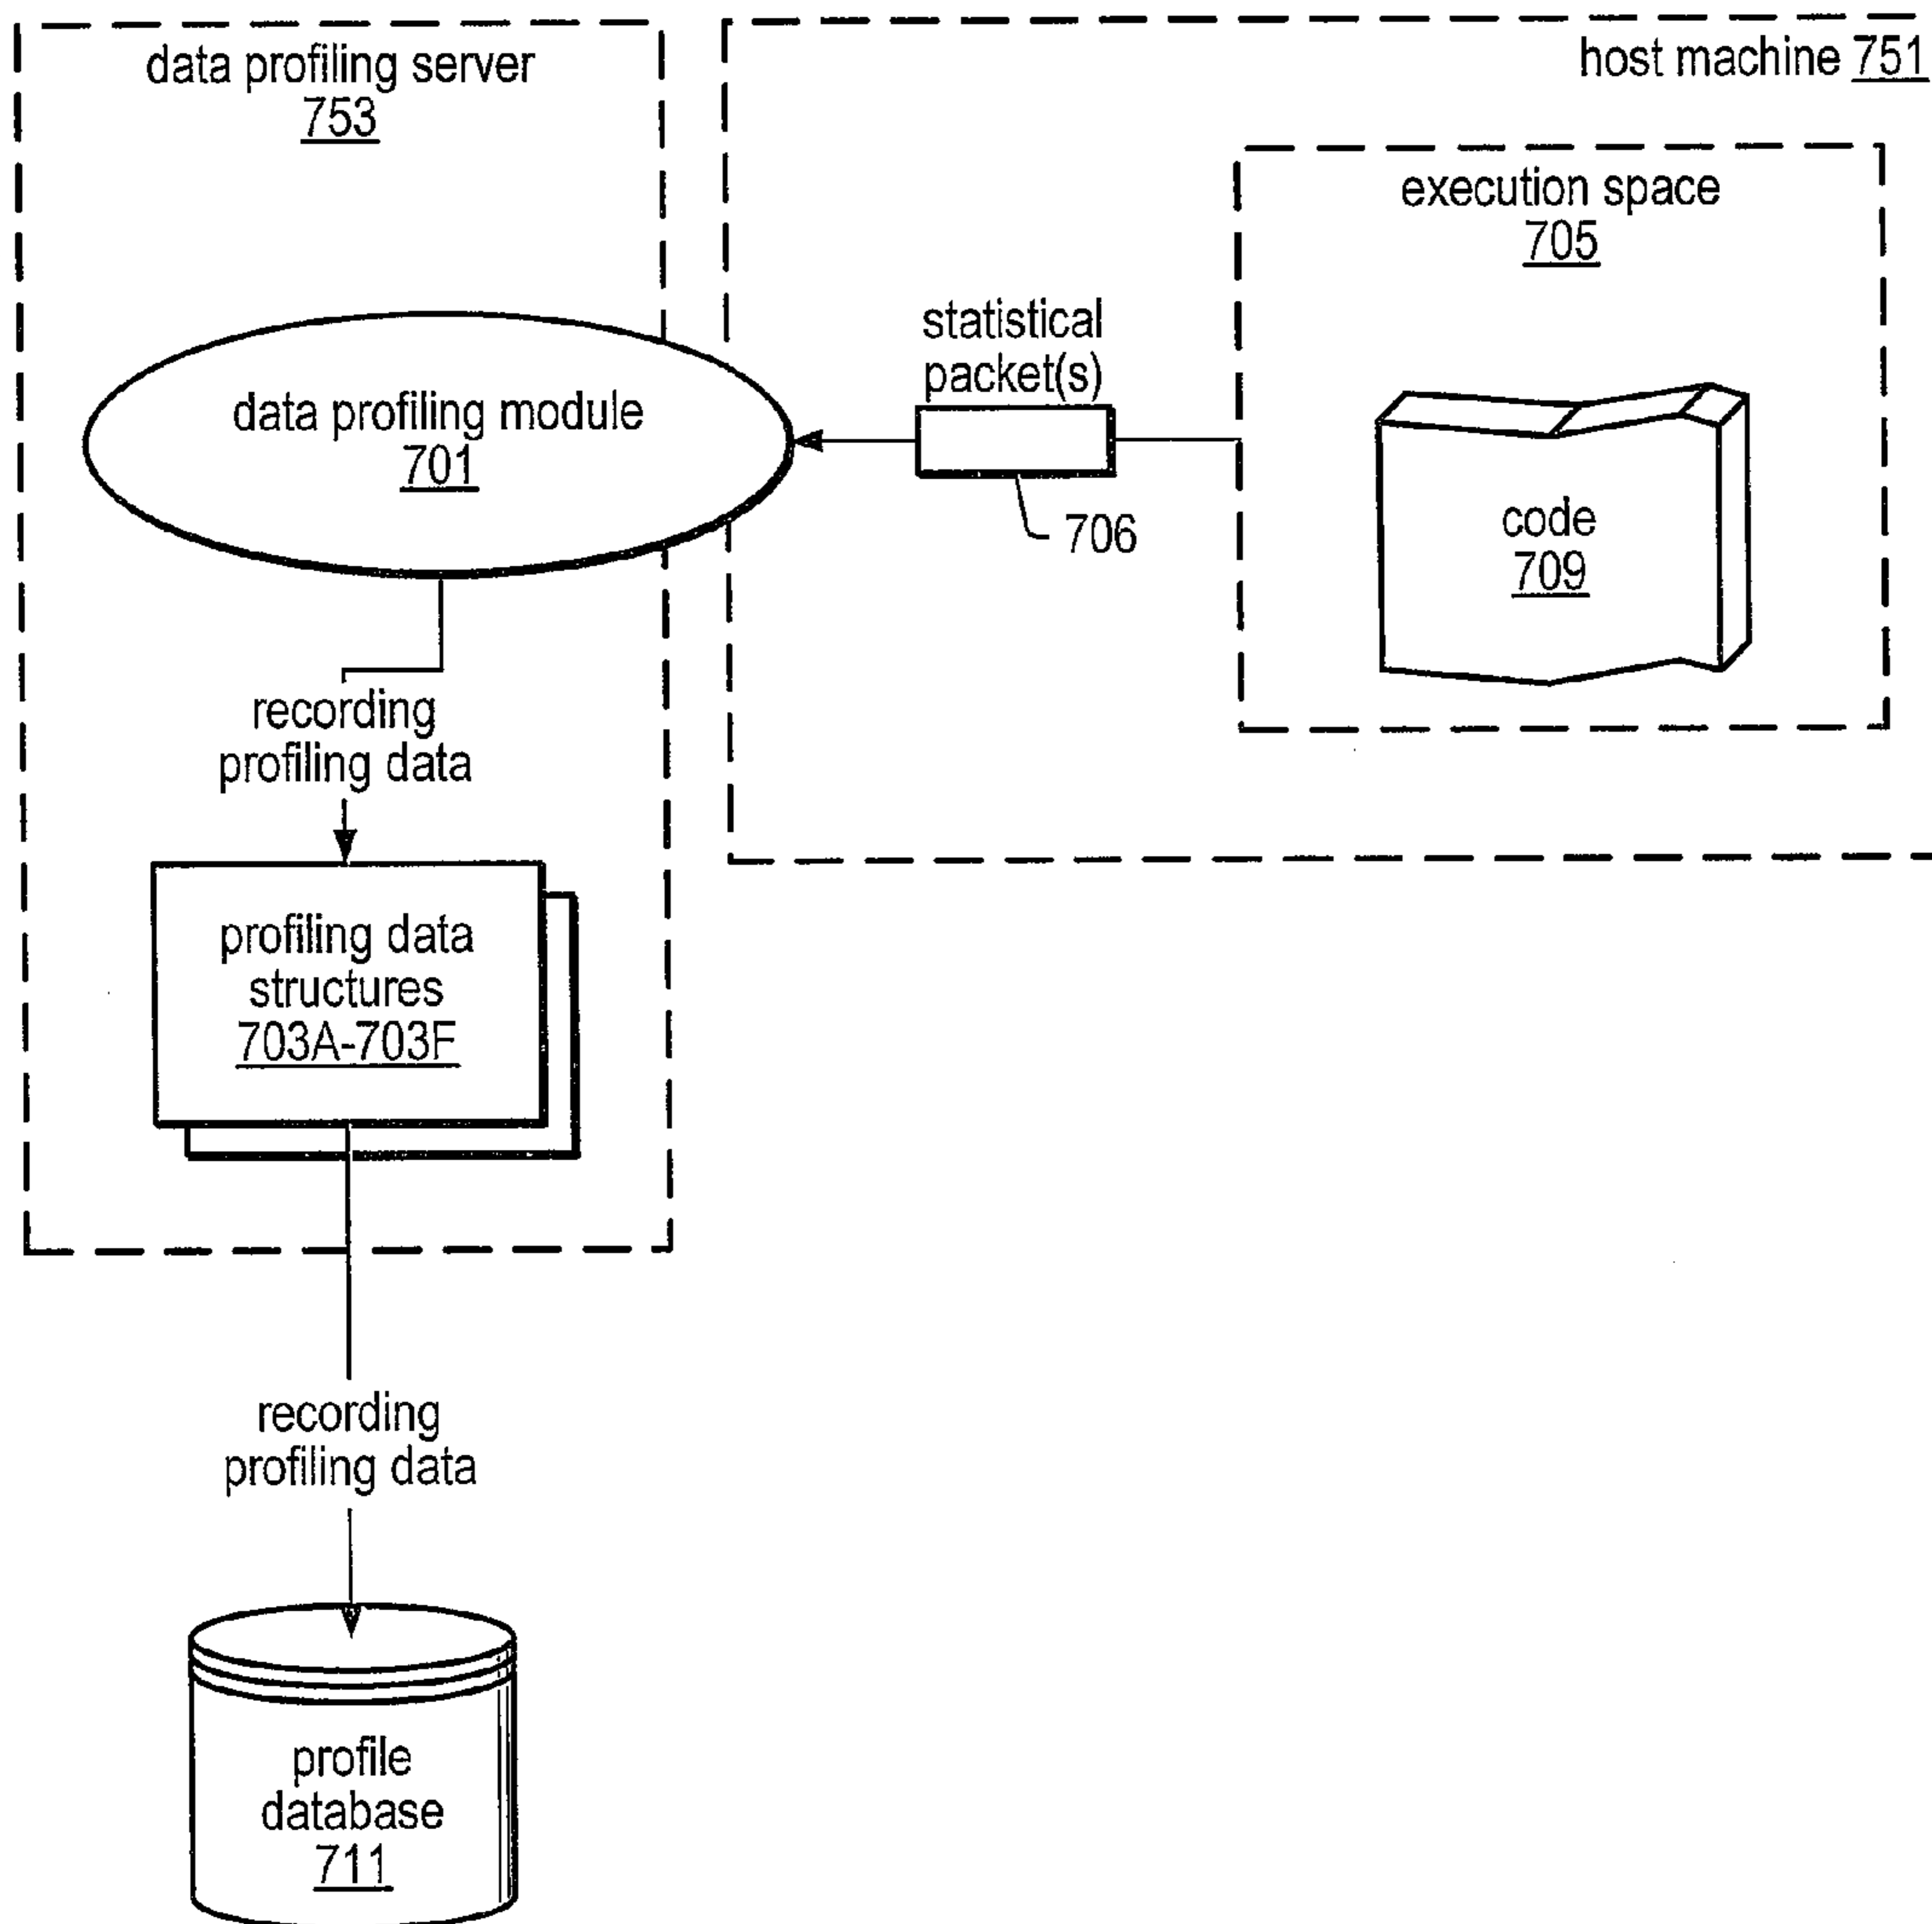 data profiling server
753
host machine 751
execution space
705
statistical
packet(s)
706
data profiling module
701
code
709
recording
profiling data
profiling data
structures
703A-703F
recording
profiling data
profile
database
711